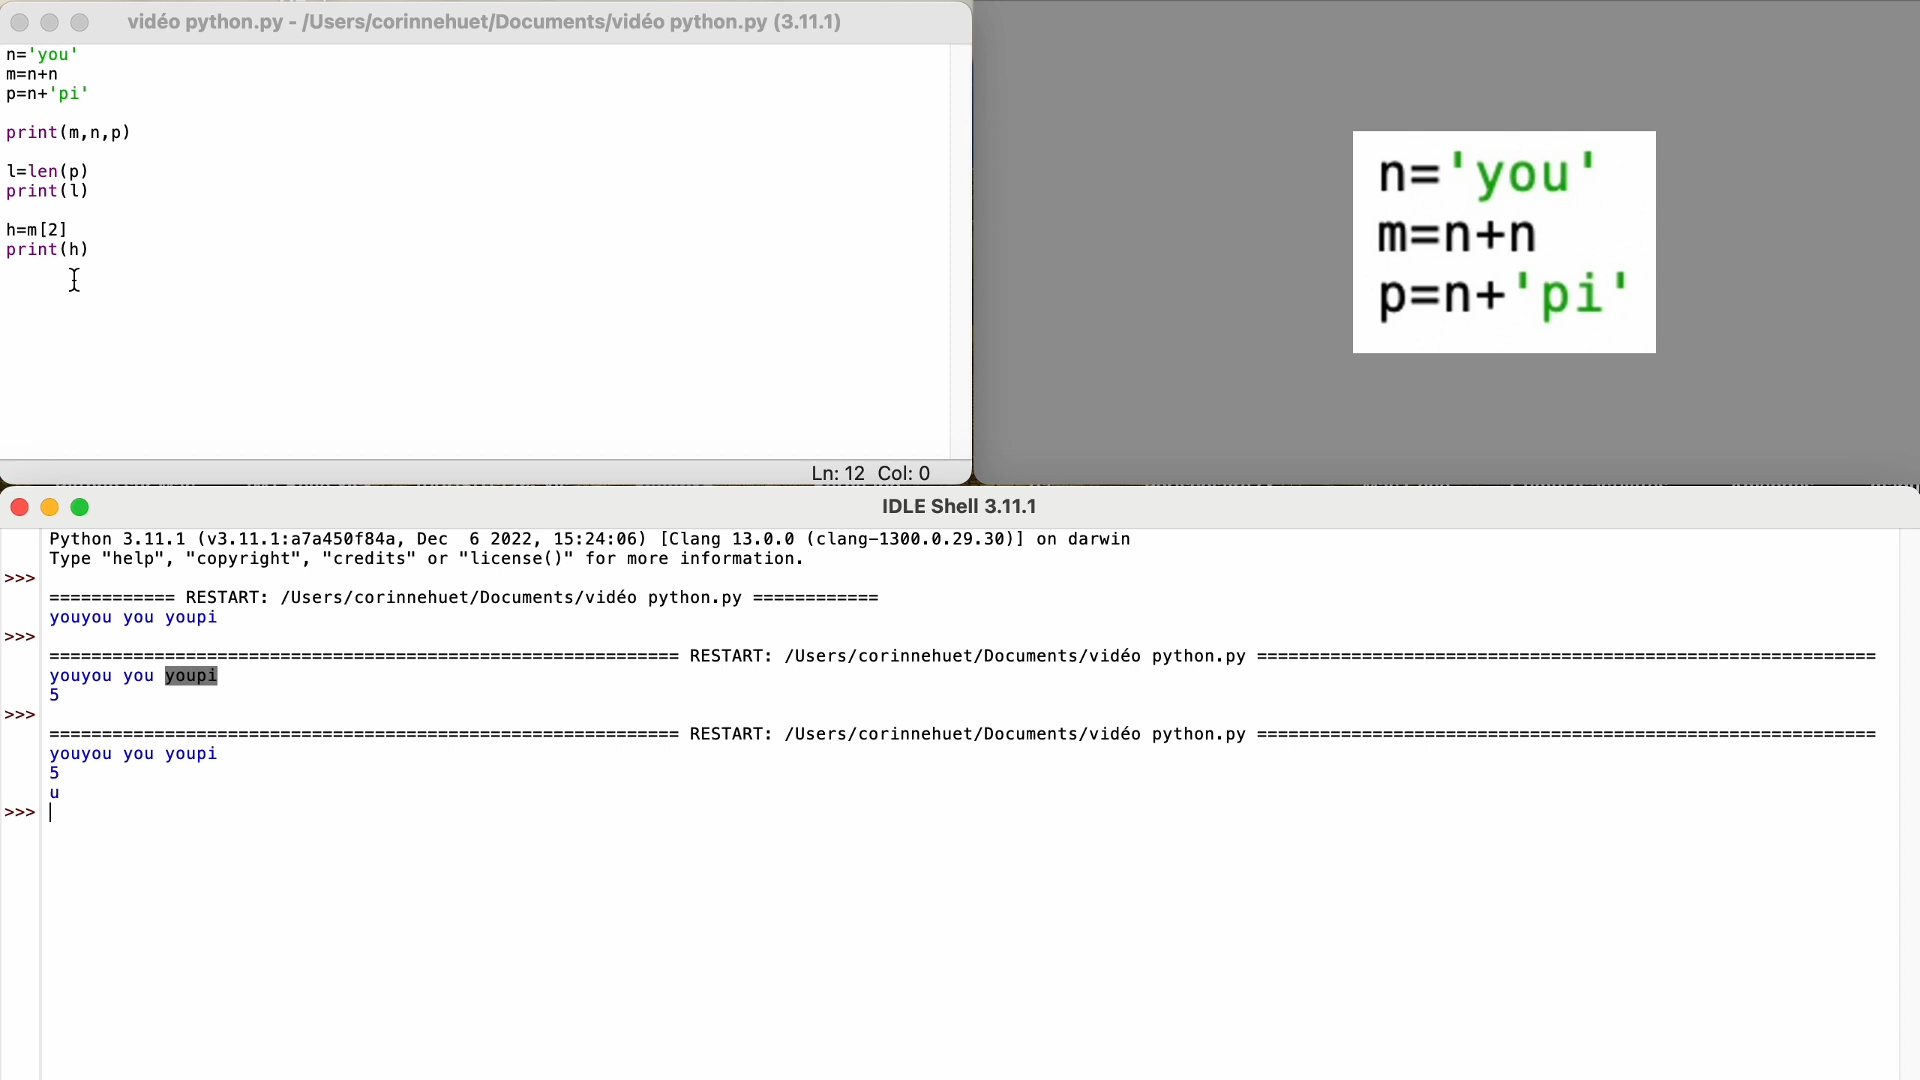 vidéo python.py - /Users/corinnehuet/Documents/vidéo python.py (3.11.1)
n='you'
m=n+n
p=n+'pi'
print(m,n,p)
l=len(p)
print(l)
h=m[2]
print(h)
Ln: 12 Col: 0
n='you'
m=n+n
p=n+'pi'
IDLE Shell 3.11.1
Python 3.11.1 (v3.11.1:a7a450f84a, Dec  6 2022, 15:24:06) [Clang 13.0.0 (clang-1300.0.29.30)] on darwin
Type "help", "copyright", "credits" or "license()" for more information.
>>>
============ RESTART: /Users/corinnehuet/Documents/vidéo python.py ============
youyou you youpi
>>>
============================================================ RESTART: /Users/corinnehuet/Documents/vidéo python.py ===========================================================
youyou you youpi
5
>>>
============================================================ RESTART: /Users/corinnehuet/Documents/vidéo python.py ===========================================================
youyou you youpi
5
u
>>>